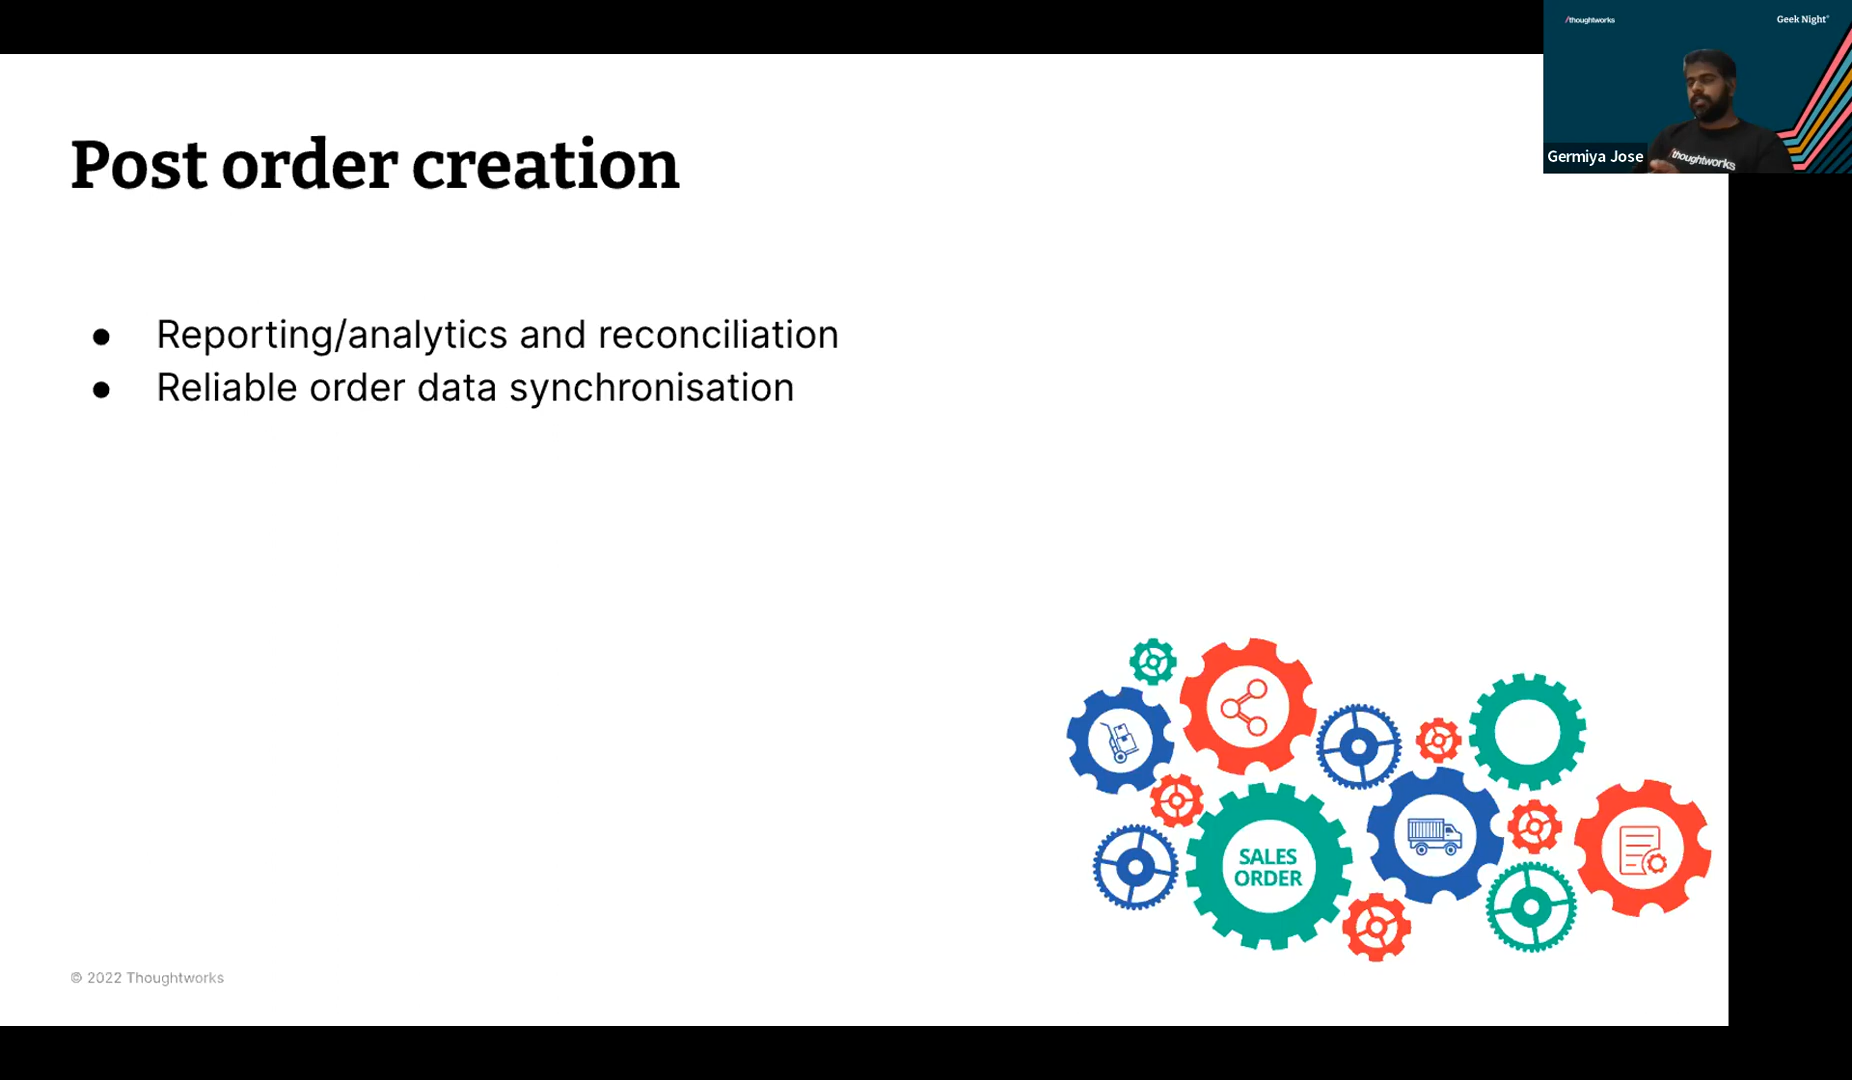 /thoughtworks
Geek Night®
Germiya Jose
/thoughtworks
Post order creation
● Reporting/analytics and reconciliation
● Reliable order data synchronisation
SALES
ORDER
© 2022 Thoughtworks